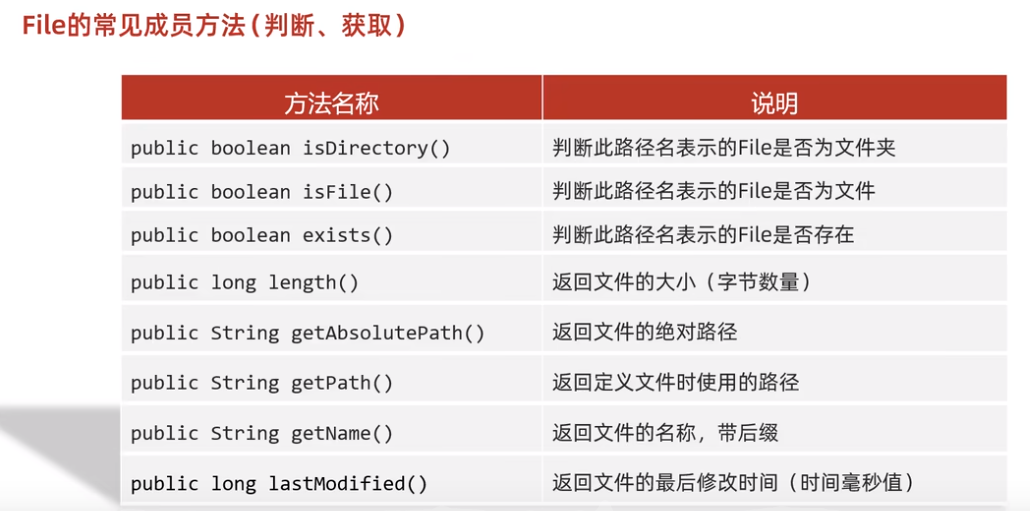 File的常见成员方法(判断、获取)
方法名称 说明
public boolean isDirectory() 判断此路径名表示的File是否为文件夹
public boolean isFile() 判断此路径名表示的File是否为文件
public boolean exists() 判断此路径名表示的File是否存在
public long length() 返回文件的大小（字节数量）
public String getAbsolutePath() 返回文件的绝对路径
public String getPath() 返回定义文件时使用的路径
public String getName() 返回文件的名称，带后缀
public long lastModified() 返回文件的最后修改时间（时间毫秒值）